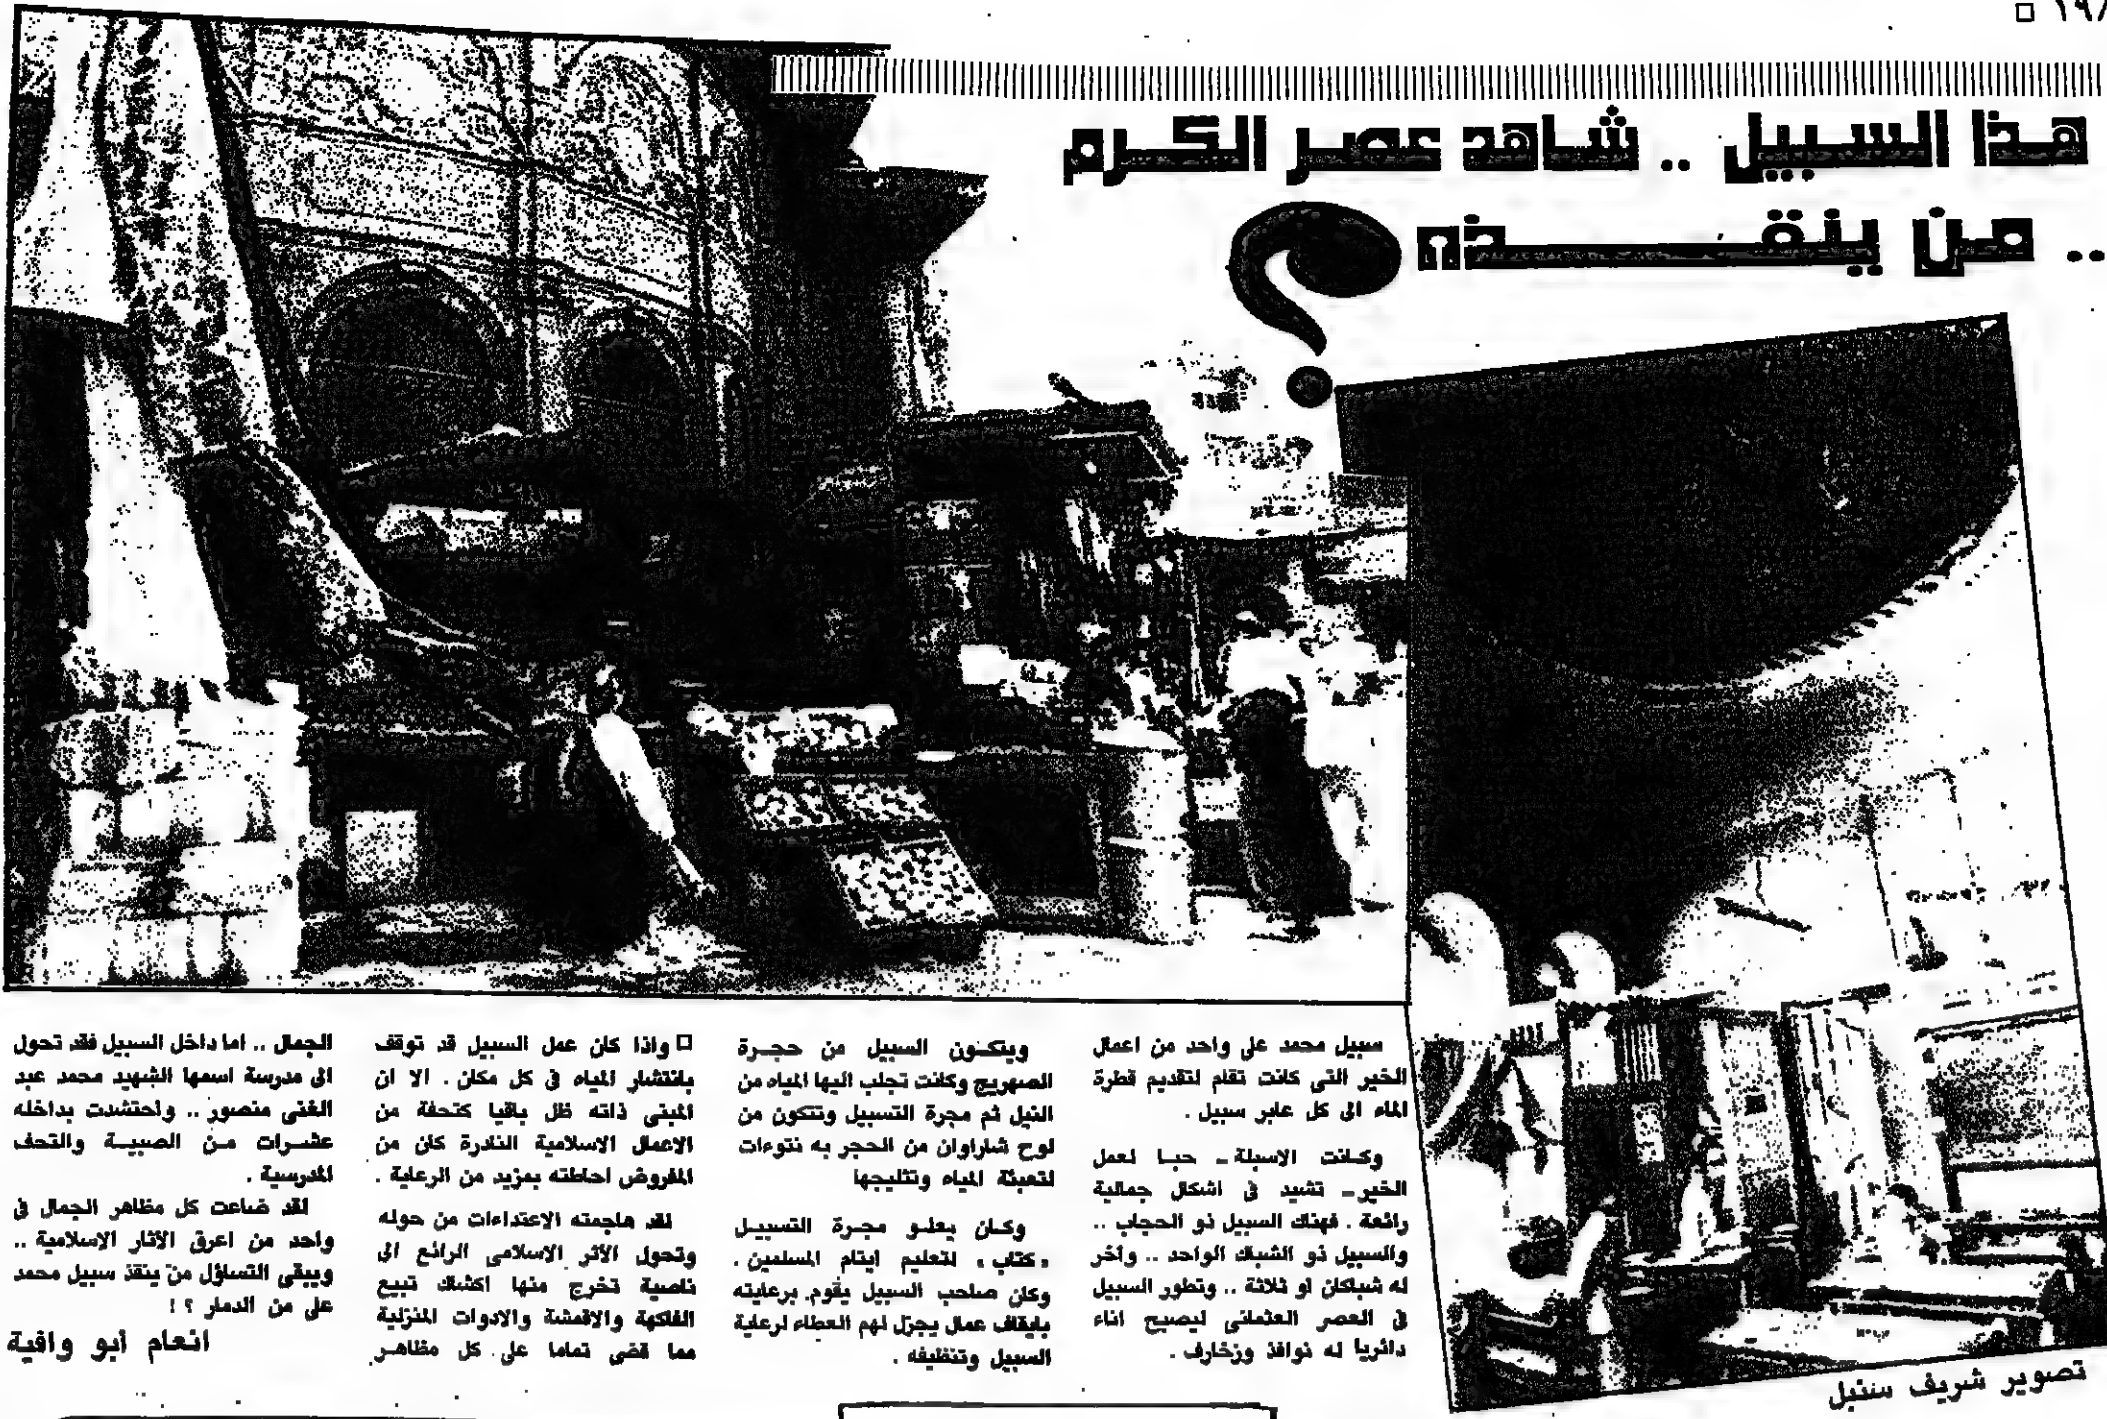 ١٩٨
هذا السبيل .. شاهد عصر الكرم
.. من ينقذه ؟
سبيل محمد على واحد من اعمال
الخير التى كانت تقام لتقديم قطرة
الماء الى كل عابر سبيل .
وكانت الاسبلة ـ حبا لعمل
الخير ـ تشيد فى اشكال جمالية
رائعة . فهناك السبيل ذو الحجاب ..
والسبيل ذو الشباك الواحد .. وآخر
له شباكان او ثلاثة .. وتطور السبيل
فى العصر العثمانى ليصبح اناء
دائريا له نوافذ وزخارف .
ويتكون السبيل من حجرة
الصهريج وكانت تجلب اليها المياه من
النيل ثم مجرة التسبيل وتتكون من
لوح شاراوان من الحجر به نتوءات
لتعبئة المياه وتثليجها
وكان يعلو مجرة التسبيل
« كتاب » لتعليم إيتام المسلمين .
وكان صاحب السبيل يقوم برعايته
بايقاف عمال يجزل لهم العطاء لرعاية
السبيل وتنظيفه .
□ واذا كان عمل السبيل قد توقف
بانتشار المياه فى كل مكان . الا ان
المبنى ذاته ظل باقيا كتحفة من
الاعمال الاسلامية النادرة كان من
المفروض احاطته بمزيد من الرعاية .
لقد هاجمته الاعتداءات من حوله
وتحول الأثر الاسلامى الرائع الى
ناصية تخرج منها اكشاك تبيع
الفاكهة والاقمشة والادوات المنزلية
مما قضى تماما على كل مظاهر
الجمال .. اما داخل السبيل فقد تحول
الى مدرسة اسمها الشهيد محمد عبد
الغنى منصور .. واحتشدت بداخله
عشرات من الصبية والتحف
المدرسية .
لقد ضاعت كل مظاهر الجمال فى
واحد من اعرق الآثار الاسلامية ..
ويبقى التساؤل من ينقذ سبيل محمد
على من الدمار ؟ !
انعام أبو وافية
تصوير شريف سنبل